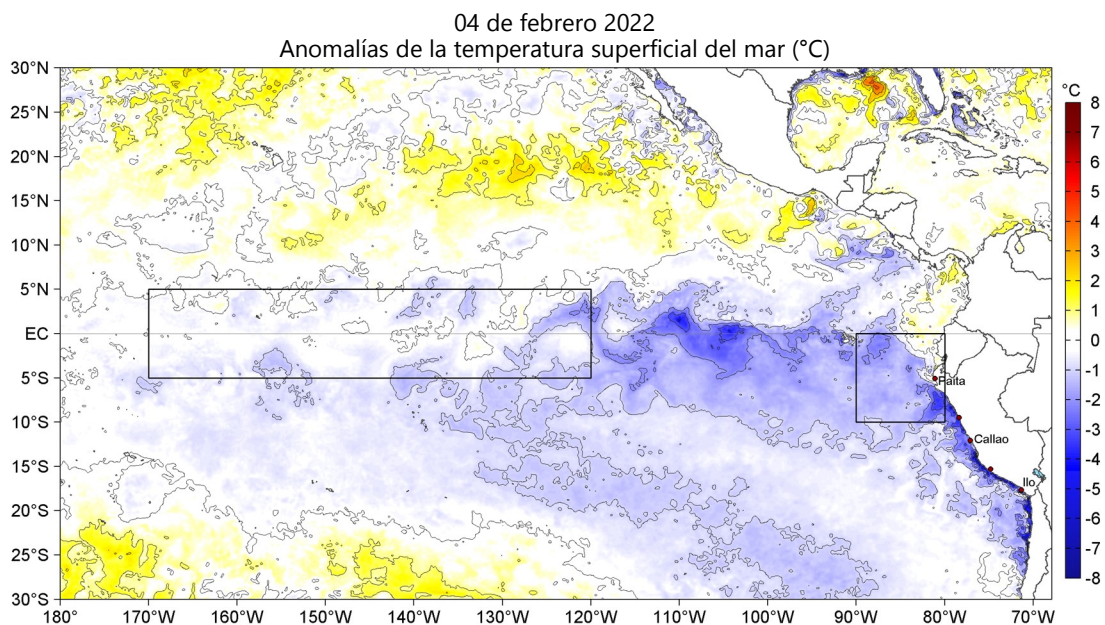 04 de febrero 2022
Anomalías de la temperatura superficial del mar (°C)
30°N
25°N
20°N
15°N
10°N
5°N
EC
5°S
10°S
15°S
20°S
25°S
30°S
180
170°W
160°W
150°W
140°W
130°W
120°W
110°W
100°W
90°W
80°W
70°W
Paita
Callao
Ilo
°C
8
7
6
5
4
3
2
1
0
-1
-2
-3
-4
-5
-6
-7
-8